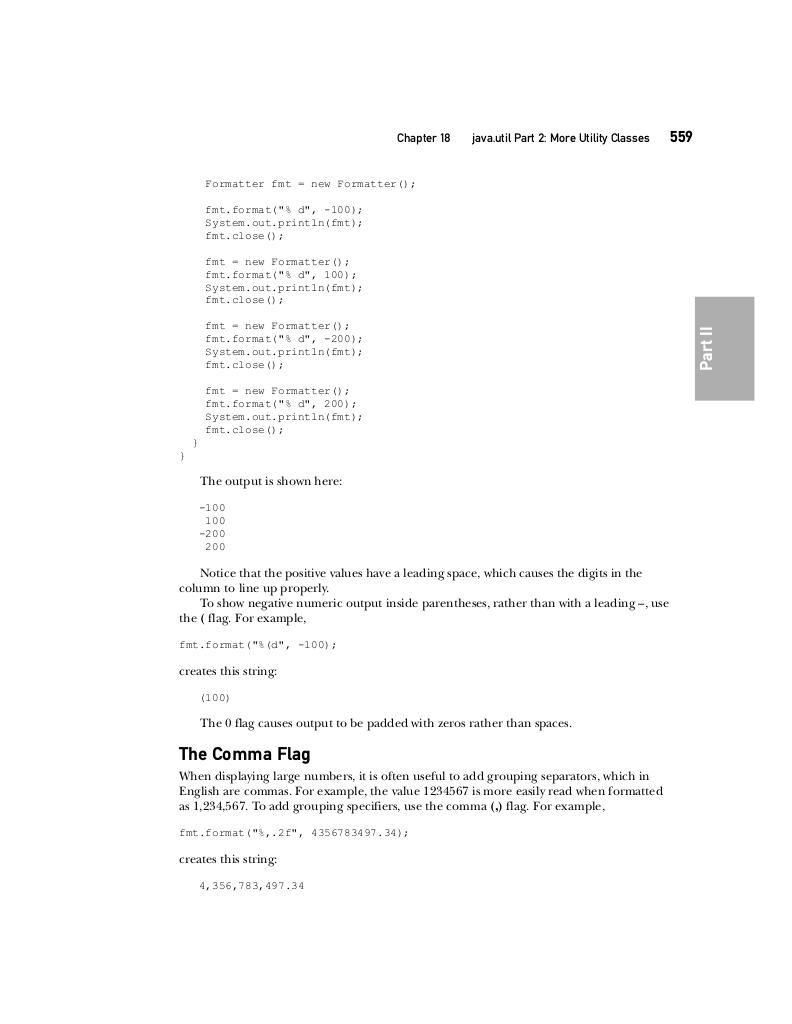 Chapter 18 java.util Part 2: More Utility Classes 559
Formatter fmt = new Formatter();
fmt.format("% d", -100);
System.out.println(fmt);
fmt.close();
fmt = new Formatter();
fmt.format("% d", 100);
System.out.println(fmt);
fmt.close();
fmt = new Formatter();
fmt.format("% d", -200);
System.out.println(fmt);
fmt.close();
fmt = new Formatter();
fmt.format("% d", 200);
System.out.println(fmt);
fmt.close();
}
}
Part II
The output is shown here:
-100
100
-200
200
Notice that the positive values have a leading space, which causes the digits in the
column to line up properly.
To show negative numeric output inside parentheses, rather than with a leading –, use
the ( flag. For example,
fmt.format("%(d", -100);
creates this string:
(100)
The 0 flag causes output to be padded with zeros rather than spaces.
The Comma Flag
When displaying large numbers, it is often useful to add grouping separators, which in
English are commas. For example, the value 1234567 is more easily read when formatted
as 1,234,567. To add grouping specifiers, use the comma (,) flag. For example,
fmt.format("%,.2f", 4356783497.34);
creates this string:
4,356,783,497.34